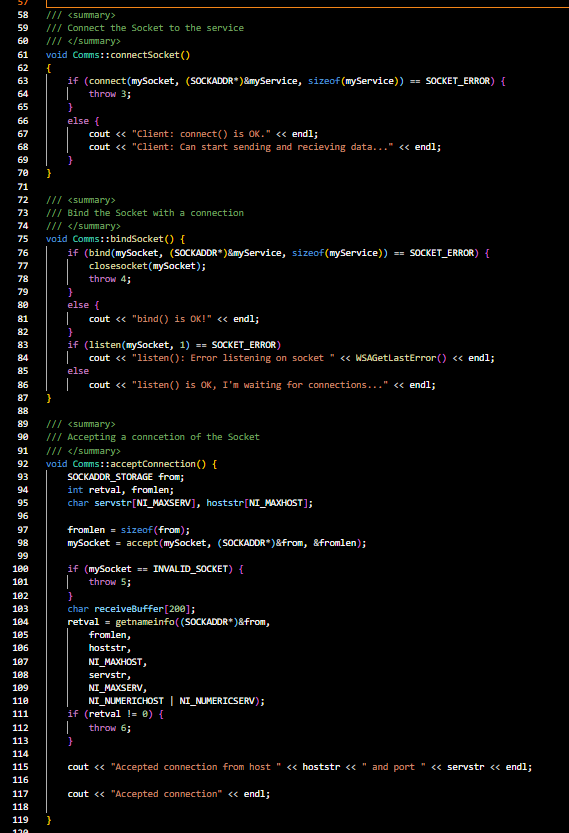 57
58 /// <summary>
59 /// Connect the Socket to the service
60 /// </summary>
61 void Comms::connectSocket()
62 {
63     if (connect(mySocket, (SOCKADDR*)&myService, sizeof(myService)) == SOCKET_ERROR) {
64         throw 3;
65     }
66     else {
67         cout << "Client: connect() is OK." << endl;
68         cout << "Client: Can start sending and recieving data..." << endl;
69     }
70 }
71
72 /// <summary>
73 /// Bind the Socket with a connection
74 /// </summary>
75 void Comms::bindSocket() {
76     if (bind(mySocket, (SOCKADDR*)&myService, sizeof(myService)) == SOCKET_ERROR) {
77         closesocket(mySocket);
78         throw 4;
79     }
80     else {
81         cout << "bind() is OK!" << endl;
82     }
83     if (listen(mySocket, 1) == SOCKET_ERROR)
84         cout << "listen(): Error listening on socket " << WSAGetLastError() << endl;
85     else
86         cout << "listen() is OK, I'm waiting for connections..." << endl;
87 }
88
89 /// <summary>
90 /// Accepting a conncetion of the Socket
91 /// </summary>
92 void Comms::acceptConnection() {
93     SOCKADDR_STORAGE from;
94     int retval, fromlen;
95     char servstr[NI_MAXSERV], hoststr[NI_MAXHOST];
96
97     fromlen = sizeof(from);
98     mySocket = accept(mySocket, (SOCKADDR*)&from, &fromlen);
99
100     if (mySocket == INVALID_SOCKET) {
101         throw 5;
102     }
103     char receiveBuffer[200];
104     retval = getnameinfo((SOCKADDR*)&from,
105         fromlen,
106         hoststr,
107         NI_MAXHOST,
108         servstr,
109         NI_MAXSERV,
110         NI_NUMERICHOST | NI_NUMERICSERV);
111     if (retval != 0) {
112         throw 6;
113     }
114
115     cout << "Accepted connection from host " << hoststr << " and port " << servstr << endl;
116
117     cout << "Accepted connection" << endl;
118
119 }
120